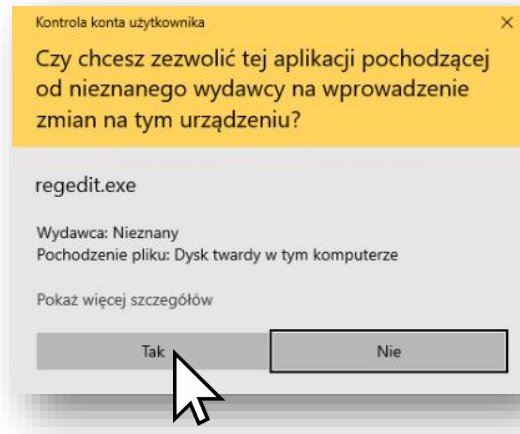 Kontrola konta użytkownika
Czy chcesz zezwolić tej aplikacji pochodzącej
od nieznanego wydawcy na wprowadzenie
zmian na tym urządzeniu?
regedit.exe
Wydawca: Nieznany
Pochodzenie pliku: Dysk twardy w tym komputerze
Pokaż więcej szczegółów
Tak
Nie